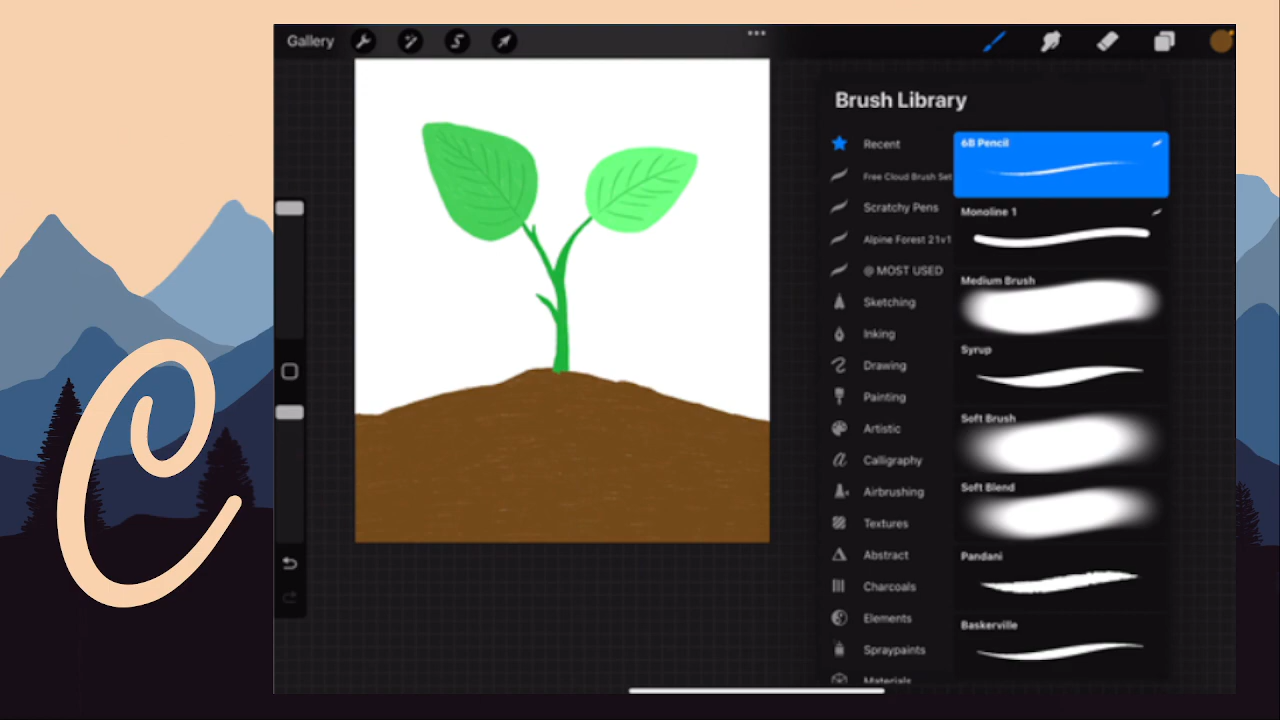 Gallery
Brush Library
Recent
Free Cloud Brush Set
Scratchy Pens
Alpine Forest 21v1
@ MOST USED
Sketching
Inking
Drawing
Painting
Artistic
Calligraphy
Airbrushing
Textures
Abstract
Charcoals
Elements
Spraypaints
Materials
6B Pencil
Monoline 1
Medium Brush
Syrup
Soft Brush
Soft Blend
Pandani
Baskerville
C